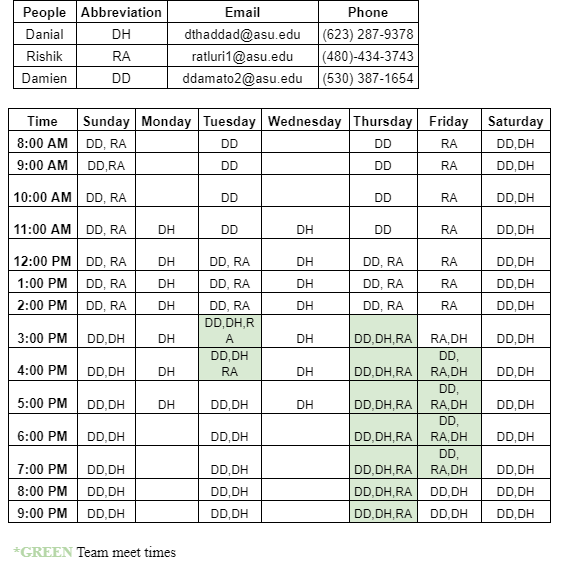 People Abbreviation Email Phone
Danial DH dthaddad@asu.edu (623) 287-9378
Rishik RA ratluri1@asu.edu (480)-434-3743
Damien DD ddamato2@asu.edu (530) 387-1654
Time Sunday Monday Tuesday Wednesday Thursday Friday Saturday
8:00 AM DD, RA DD DD RA DD,DH
9:00 AM DD,RA DD DD RA DD,DH
10:00 AM DD, RA DD DD RA DD,DH
11:00 AM DD, RA DH DD DH DD RA DD,DH
12:00 PM DD, RA DH DD, RA DH DD, RA RA DD,DH
1:00 PM DD, RA DH DD, RA DH DD, RA RA DD,DH
2:00 PM DD, RA DH DD, RA DH DD, RA RA DD,DH
3:00 PM DD,DH DH DD,DH,R
A DH DD,DH,RA RA,DH DD,DH
4:00 PM DD,DH DH DD,DH
RA DH DD,DH,RA DD,
RA,DH DD,DH
5:00 PM DD,DH DH DD,DH DH DD,DH,RA DD,
RA,DH DD,DH
6:00 PM DD,DH DD,DH DD,DH,RA DD,
RA,DH DD,DH
7:00 PM DD,DH DD,DH DD,DH,RA DD,
RA,DH DD,DH
8:00 PM DD,DH DD,DH DD,DH,RA DD,DH DD,DH
9:00 PM DD,DH DD,DH DD,DH,RA DD,DH DD,DH
*GREEN Team meet times